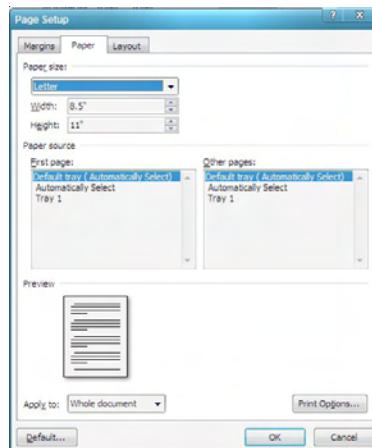 Page Setup
Margins Paper Layout
Paper size:
Letter
Width: 8.5"
Height: 11"
Paper source
First page: Other pages:
Default tray (Automatically Select) Default tray (Automatically Select)
Automatically Select Automatically Select
Tray 1 Tray 1
Preview
Apply to: Whole document Print Options...
Default... OK Cancel